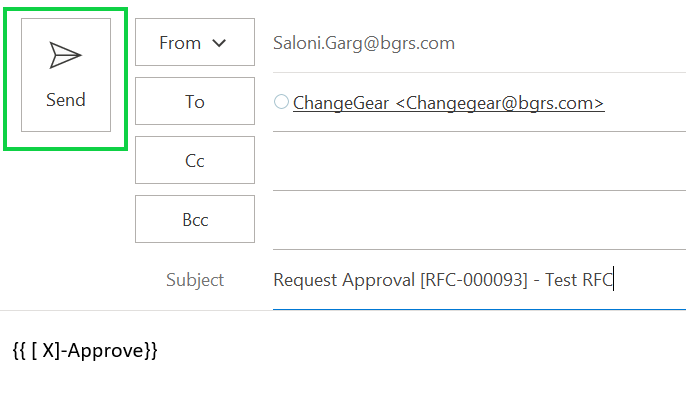 Send
From
Saloni.Garg@bgrs.com
To
ChangeGear <Changegear@bgrs.com>
Cc
Bcc
Subject
Request Approval [RFC-000093] - Test RFC
{{ [ X]-Approve}}